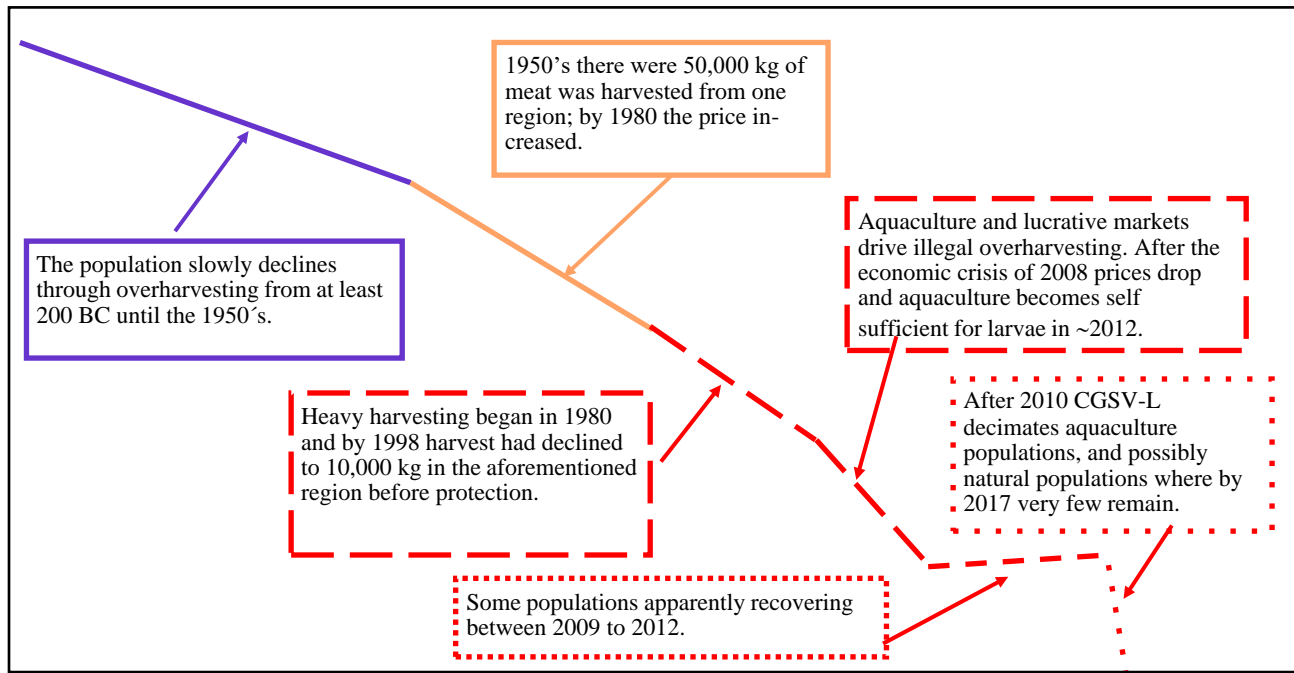 1950's there were 50,000 kg of
meat was harvested from one
region; by 1980 the price in-
creased.
The population slowly declines
through overharvesting from at least
200 BC until the 1950´s.
Aquaculture and lucrative markets
drive illegal overharvesting. After the
economic crisis of 2008 prices drop
and aquaculture becomes self
sufficient for larvae in ~2012.
Heavy harvesting began in 1980
and by 1998 harvest had declined
to 10,000 kg in the aforementioned
region before protection.
After 2010 CGSV-L
decimates aquaculture
populations, and possibly
natural populations where by
2017 very few remain.
Some populations apparently recovering
between 2009 to 2012.